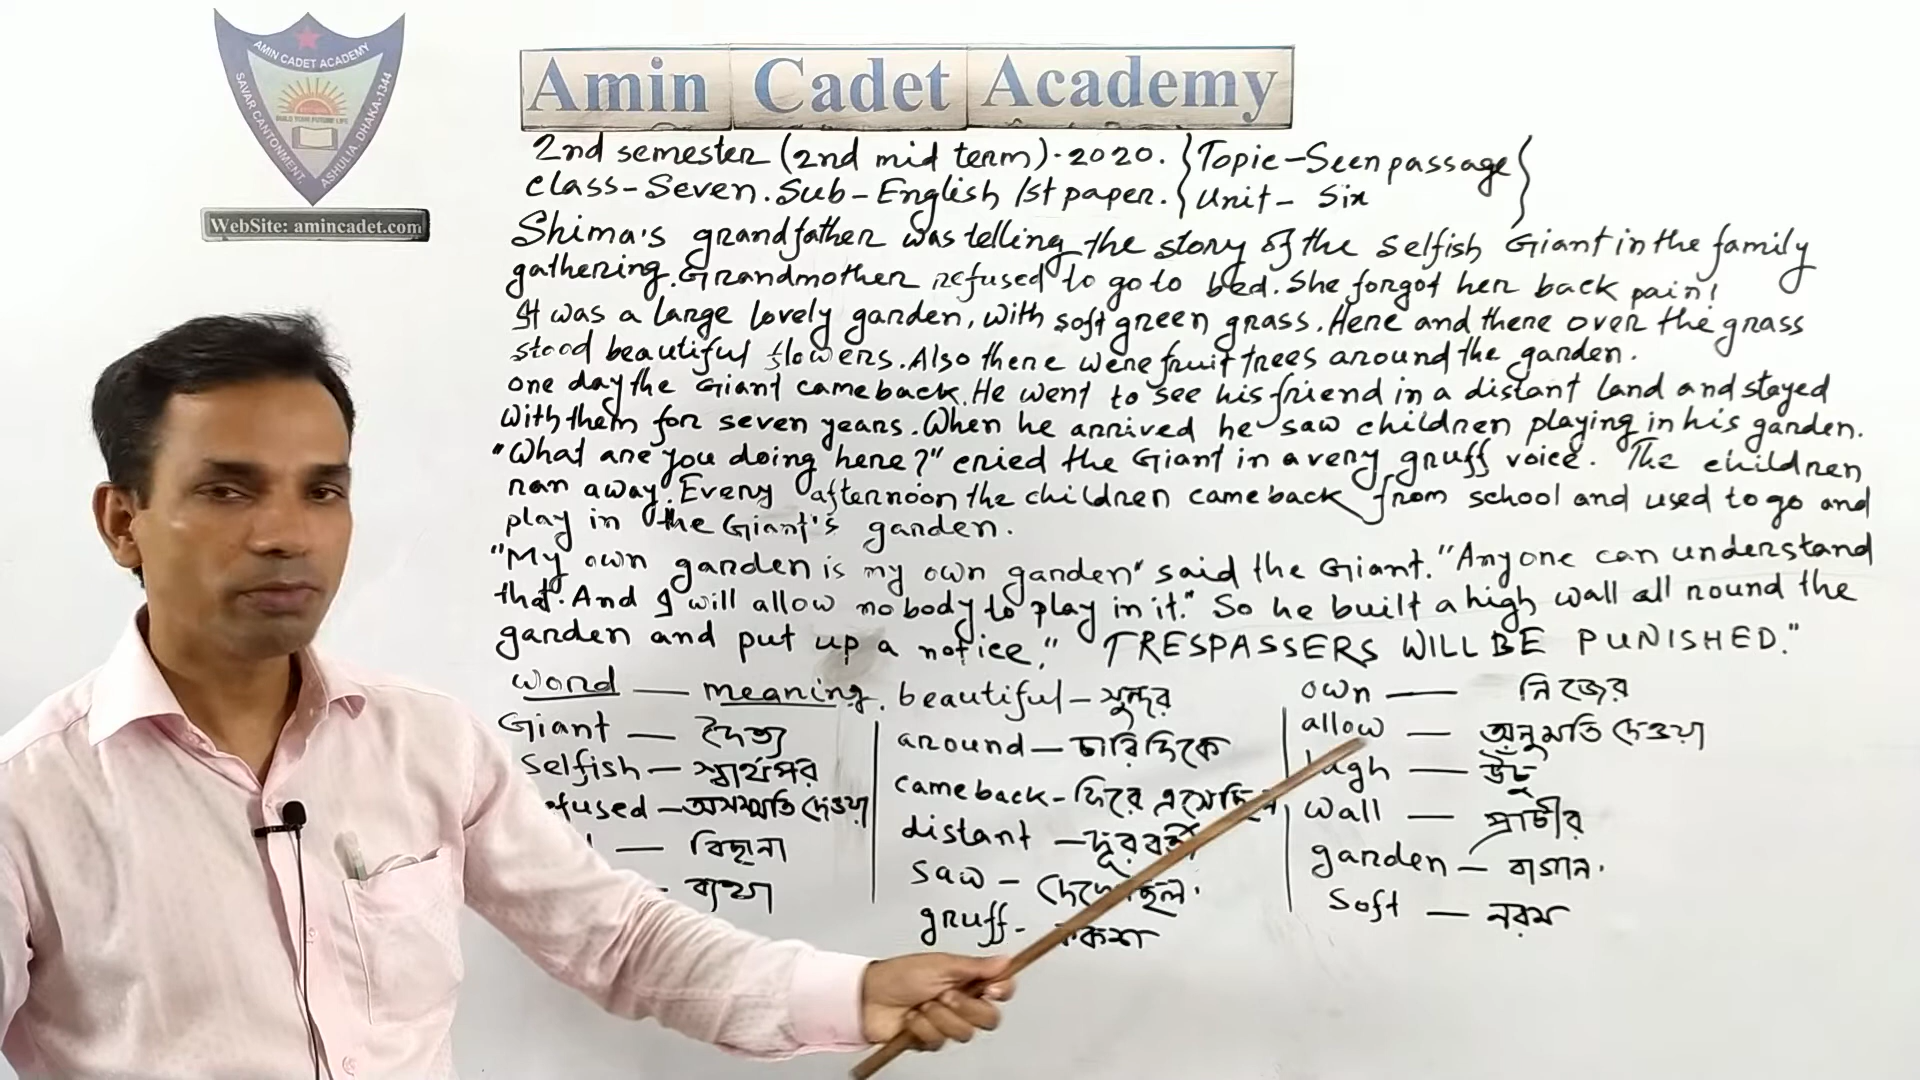 AMIN CADET ACADEMY
SAVAR CANTONMENT.
ASHULIA, DHAKA-1344
BUILD YOUR FUTURE LIFE
WebSite: amincadet.com
Amin Cadet Academy
2nd semester (2nd mid term)-2020. {Topic-Seen passage}
Class-Seven. Sub-English 1st paper. {Unit- Six
Shima's grandfather was telling the story of the Selfish Giant in the family
gathering. Grandmother refused to go to bed. She forgot her back pain!
It was a large lovely garden, with soft green grass. Here and there over the grass
stood beautiful flowers. Also there were fruit trees around the garden.
One day the Giant came back. He went to see his friend in a distant land and stayed
with them for seven years. When he arrived he saw children playing in his garden.
"What are you doing here?" cried the Giant in a very gruff voice. The children
ran away. Every afternoon the children came back from school and used to go and
play in the Giant's garden.
"My own garden is my own garden" said the Giant. "Anyone can understand
that. And I will allow nobody to play in it." So he built a high wall all round the
garden and put up a notice." TRESPASSERS WILL BE PUNISHED."
word — meaning.
Giant — দৈত্য
Selfish — স্বার্থপর
fused — অসম্মতি দেওয়া
— বিছানা
— ব্যথা
beautiful — সুন্দর
around — চারিদিকে
came back - ফিরে এসেছিল
distant —
saw —
gruff -
own — নিজের
allow — অনুমতি দেওয়া
— উঁচু
wall — প্রাচীর
garden — বাগান.
Soft — নরম